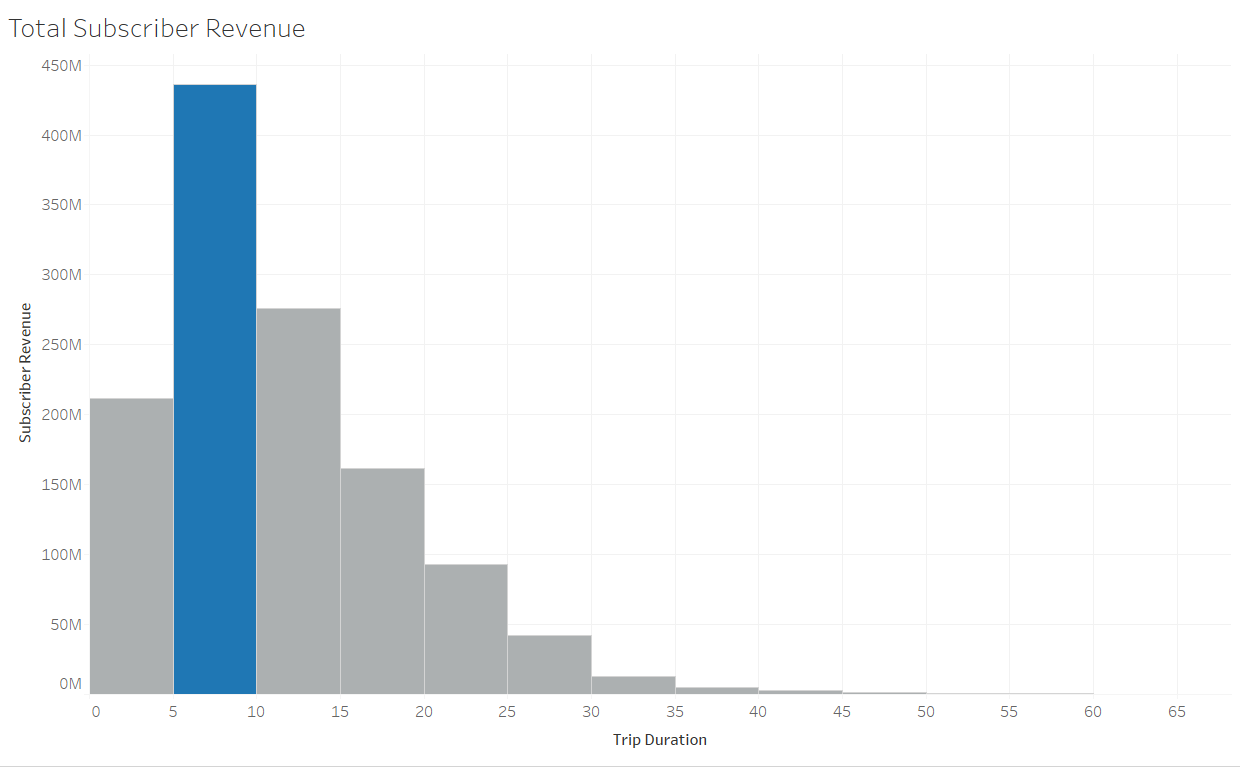 Total Subscriber Revenue
450M
400M
350M
300M
250M
200M
150M
100M
50M
0M
Subscriber Revenue
0 5 10 15 20 25 30 35 40 45 50 55 60 65
Trip Duration